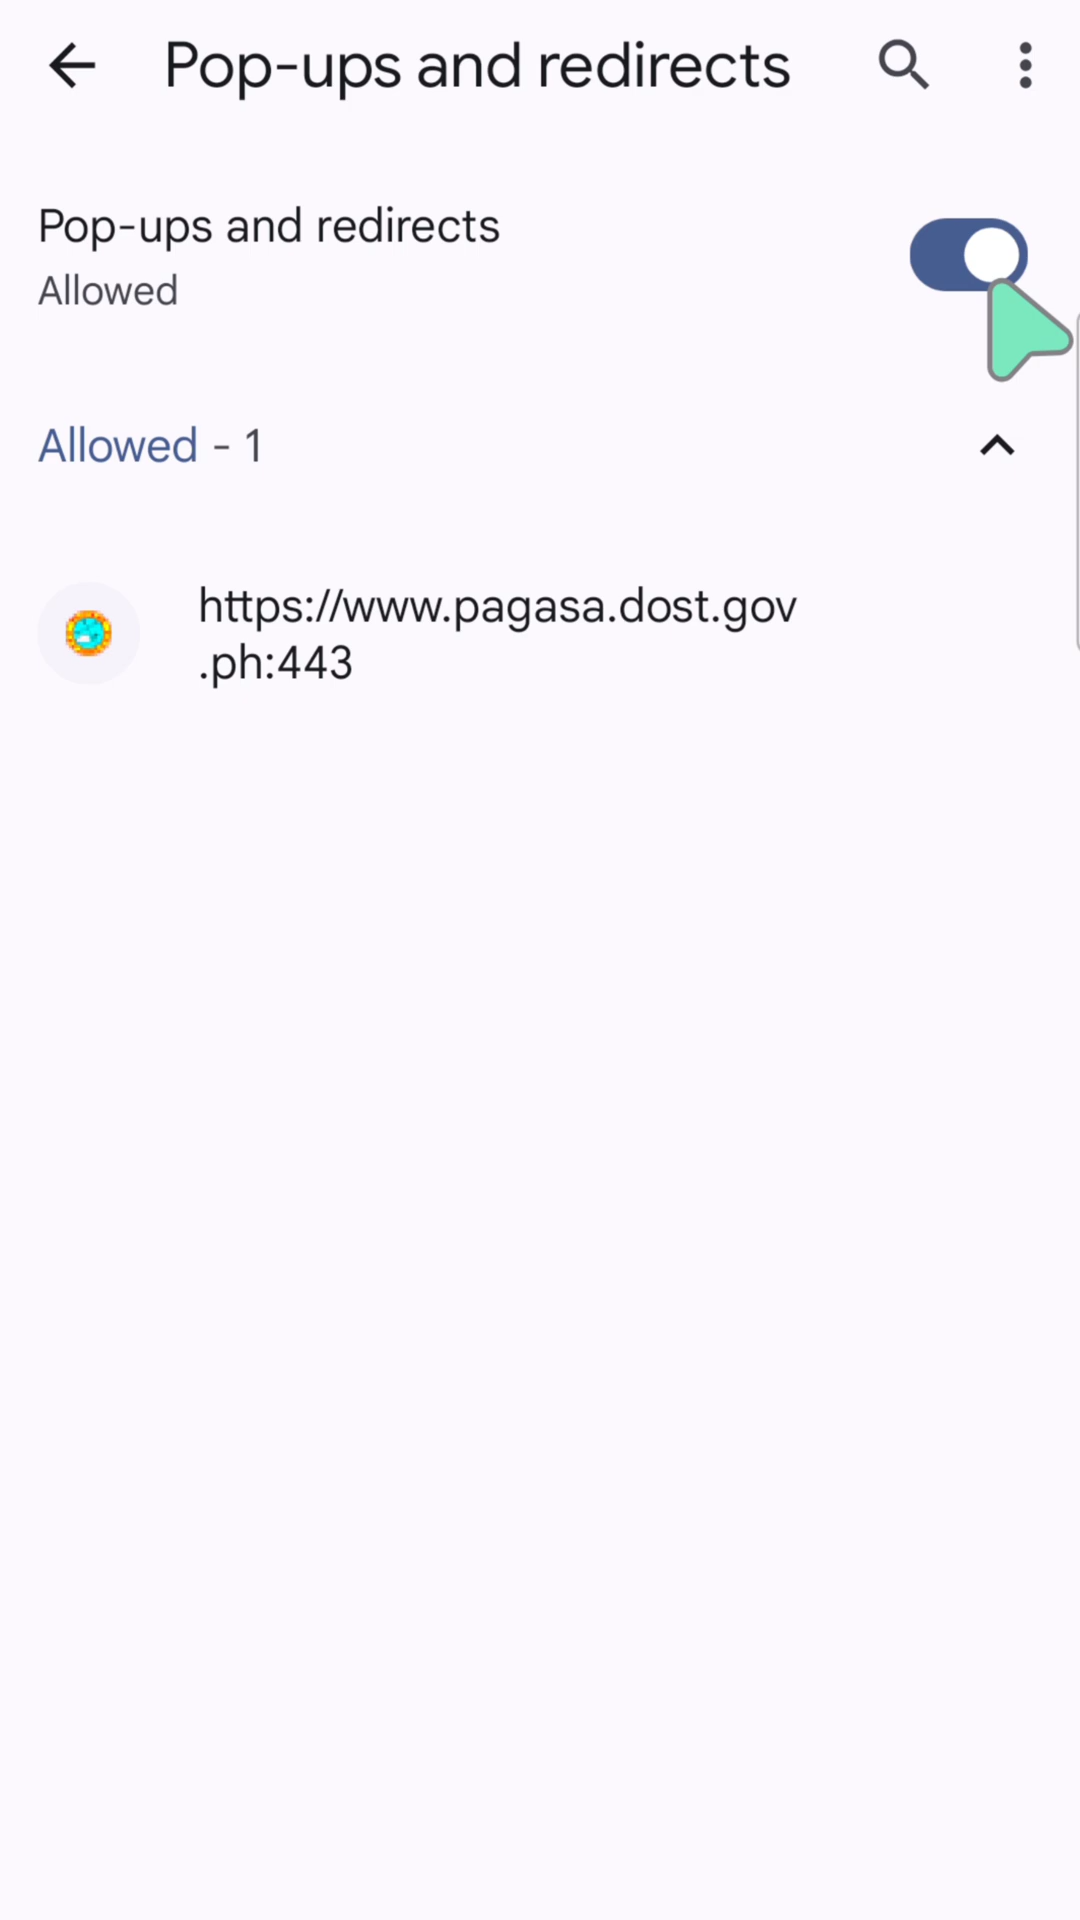 Pop-ups and redirects
Pop-ups and redirects
Allowed
Allowed - 1
https://www.pagasa.dost.gov
.ph:443